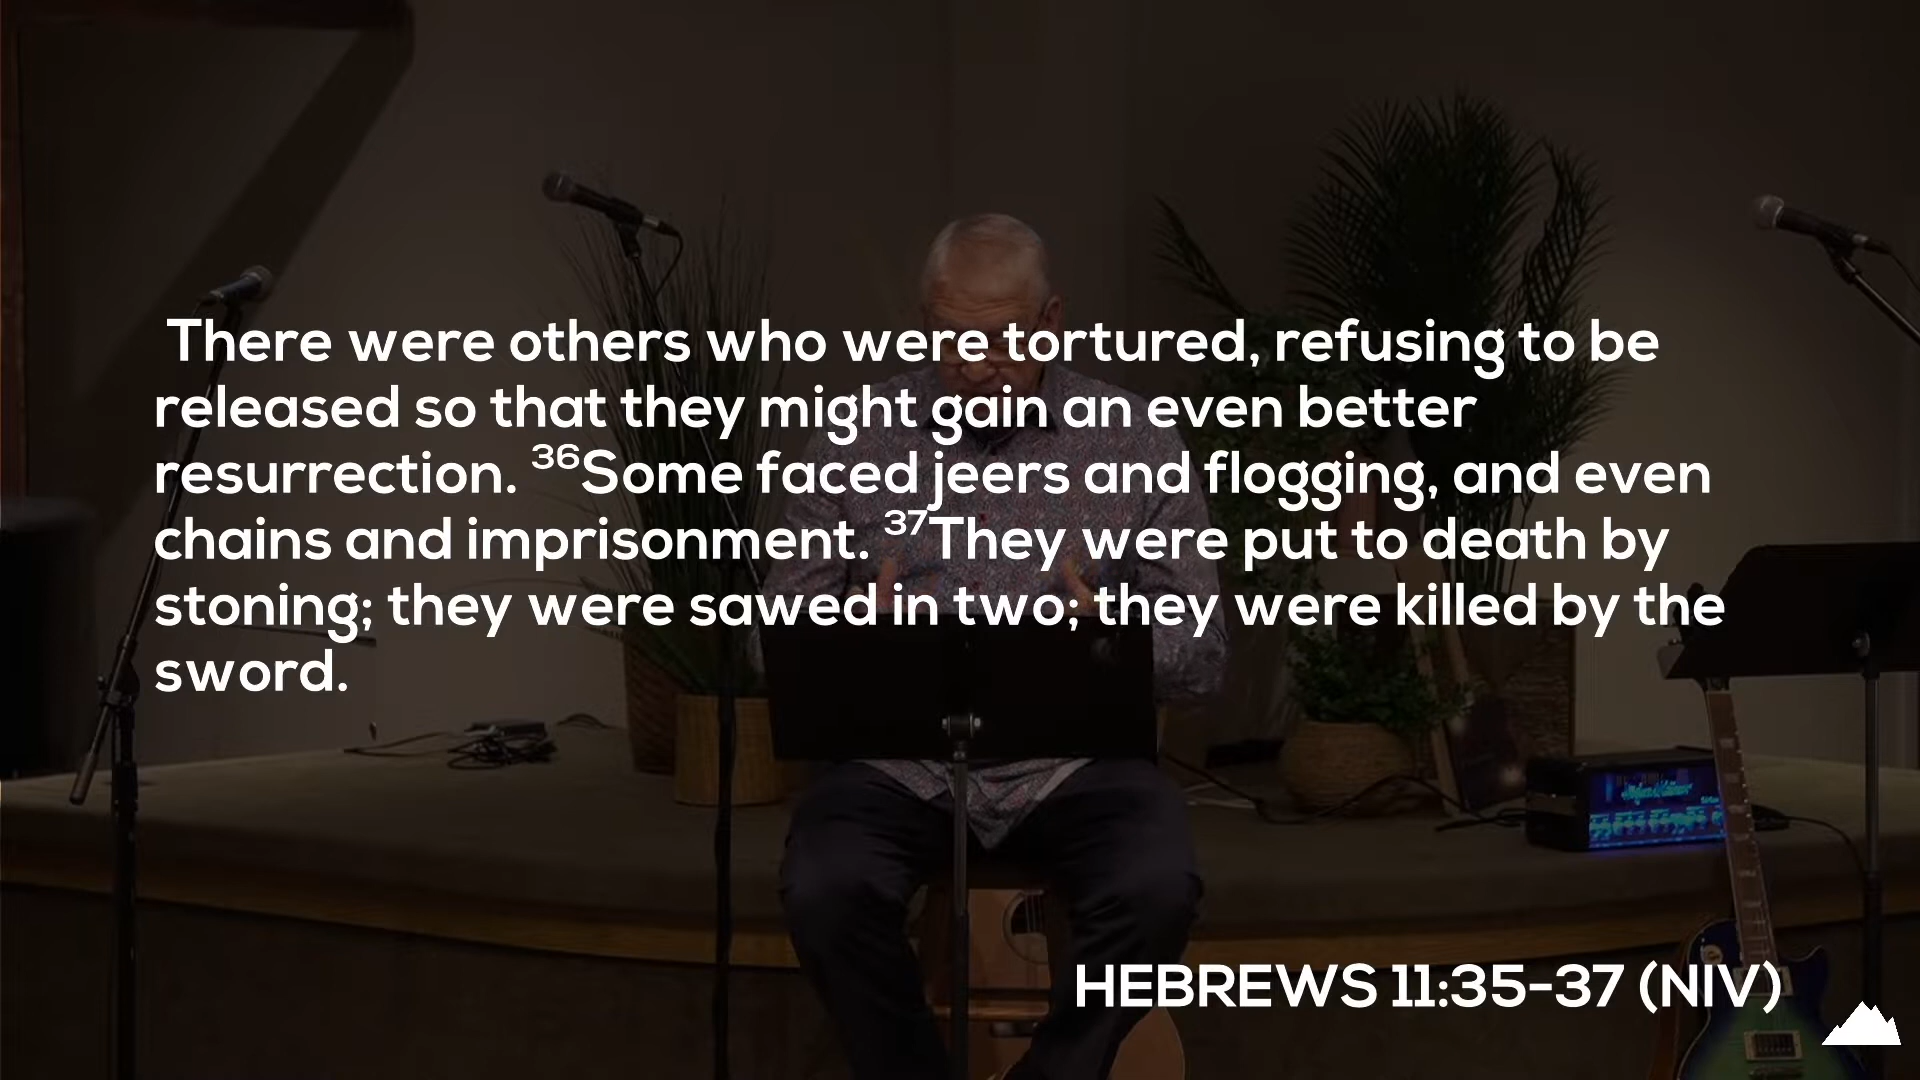 There were others who were tortured, refusing to be
released so that they might gain an even better
resurrection. ³⁶Some faced jeers and flogging, and even
chains and imprisonment. ³⁷They were put to death by
stoning; they were sawed in two; they were killed by the
sword.
HEBREWS 11:35-37 (NIV)